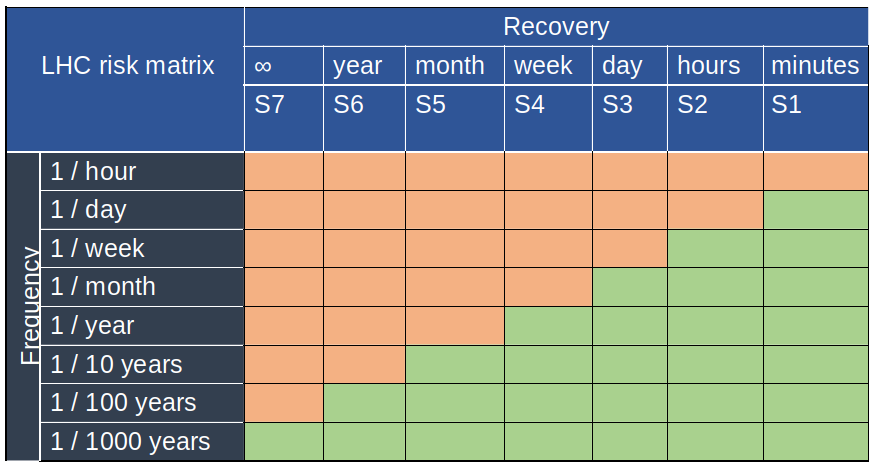 Recovery
LHC risk matrix
∞ year month week day hours minutes
S7 S6 S5 S4 S3 S2 S1
Frequency
1 / hour
1 / day
1 / week
1 / month
1 / year
1 / 10 years
1 / 100 years
1 / 1000 years